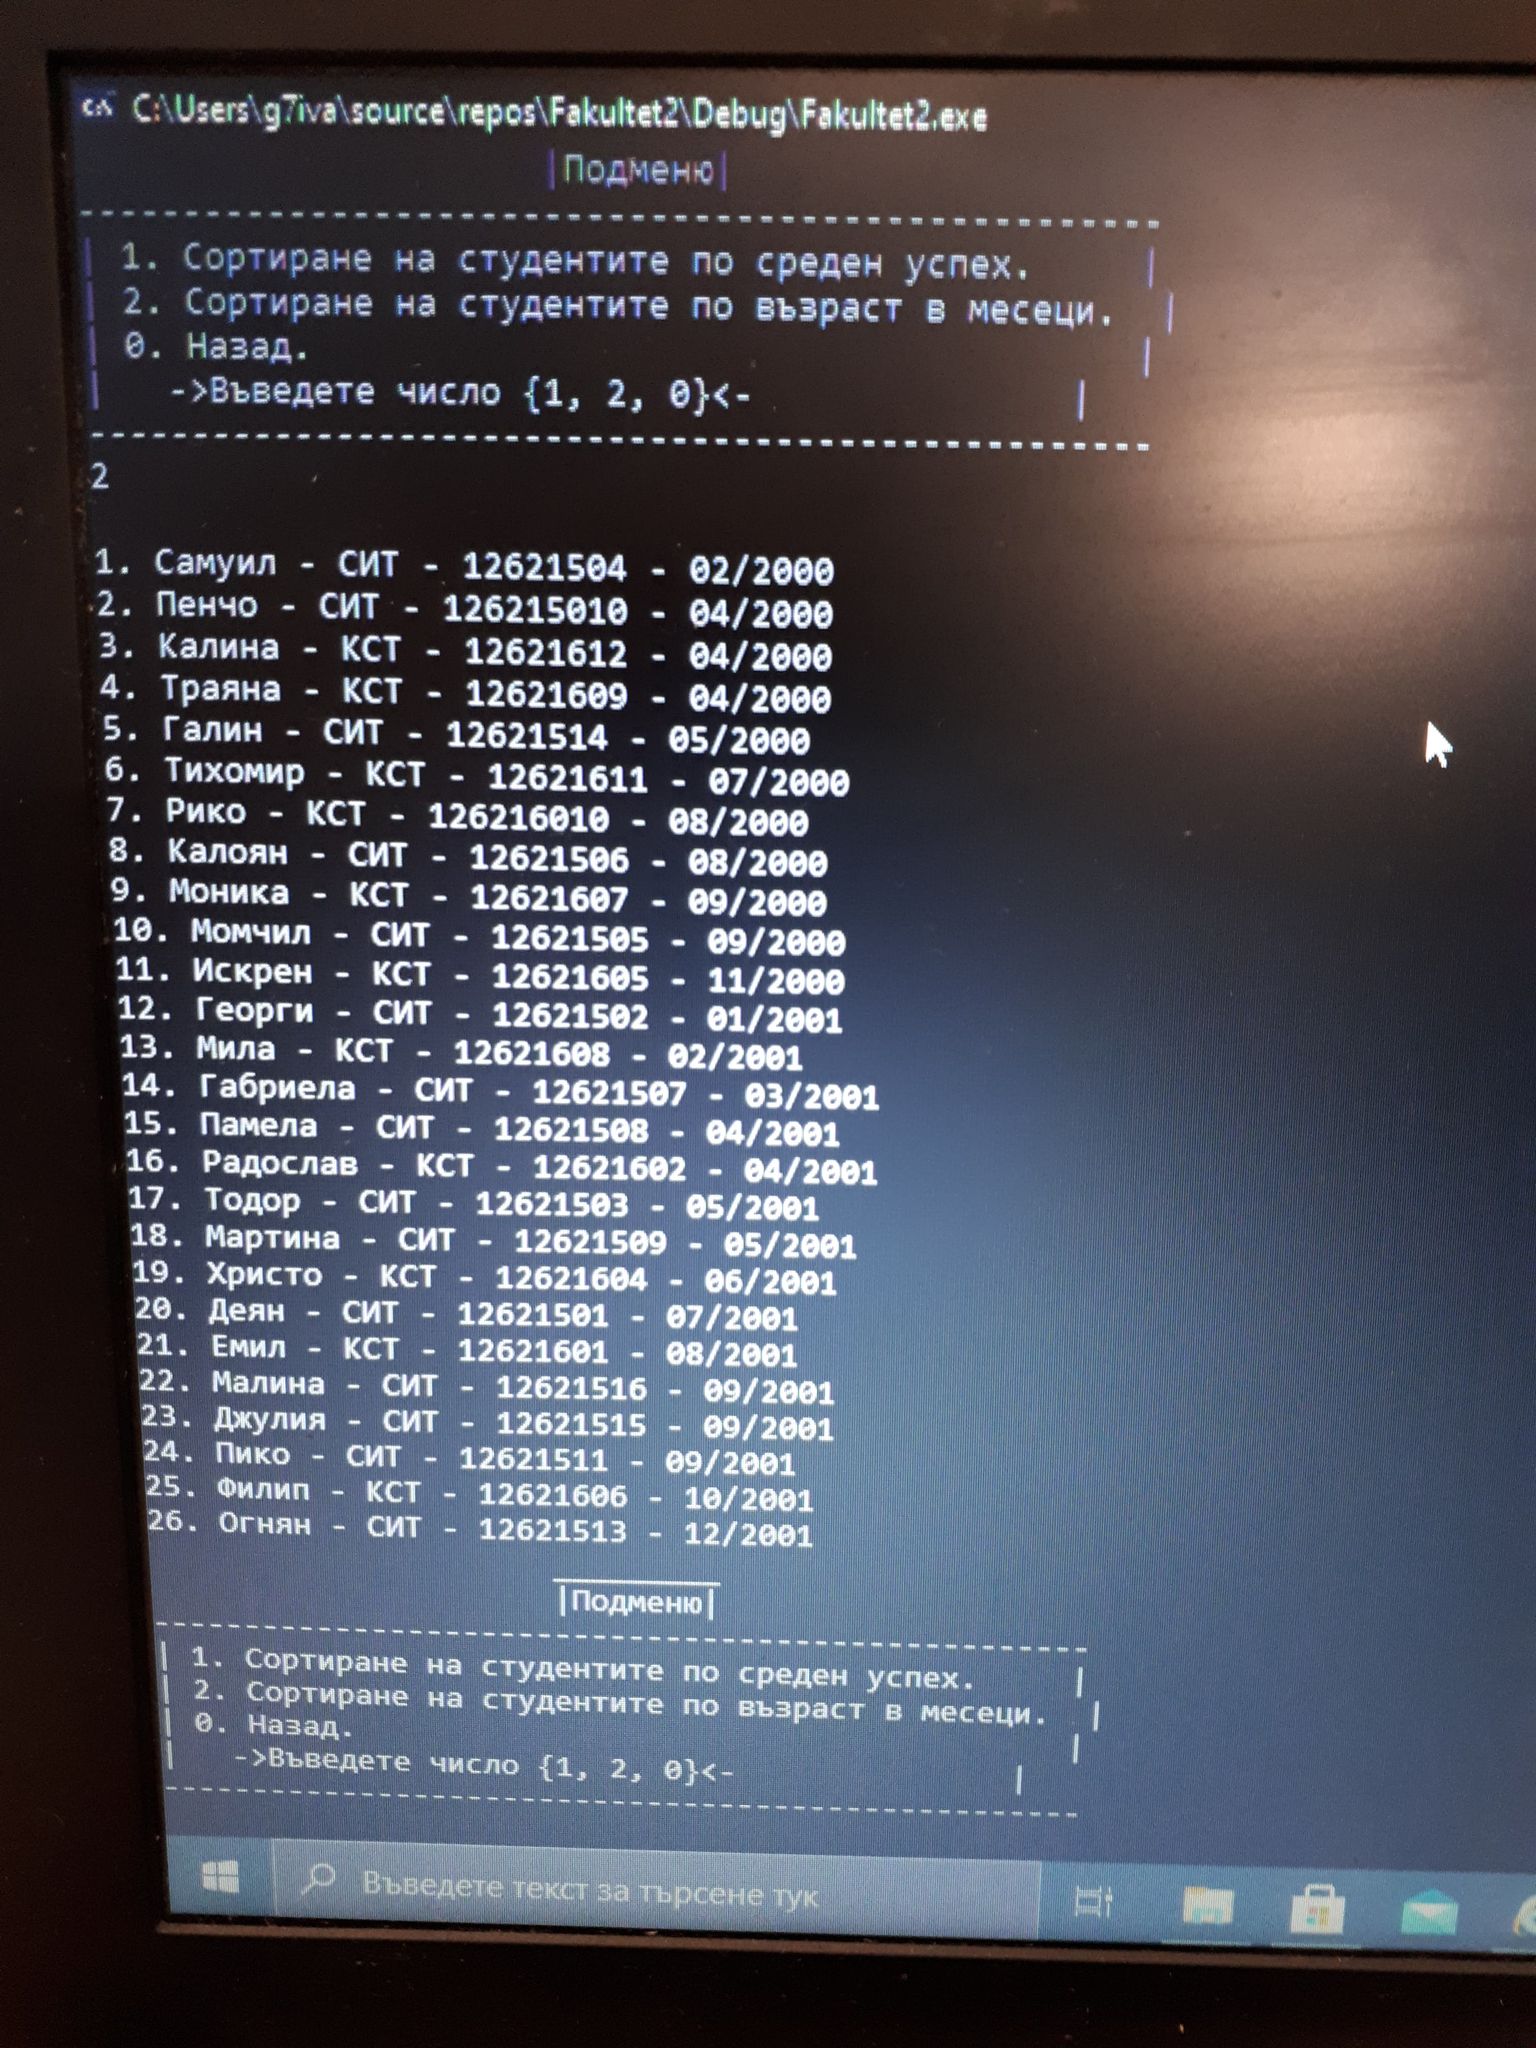 C:\Users\g7iva\source\repos\Fakultet2\Debug\Fakultet2.exe
|Подменю|
---------------------------------------------------
| 1. Сортиране на студентите по среден успех. |
| 2. Сортиране на студентите по възраст в месеци. |
| 0. Назад. |
| ->Въведете число {1, 2, 0}<- |
---------------------------------------------------
2
1. Самуил - СИТ - 12621504 - 02/2000
2. Пенчо - СИТ - 126215010 - 04/2000
3. Калина - КСТ - 12621612 - 04/2000
4. Траяна - КСТ - 12621609 - 04/2000
5. Галин - СИТ - 12621514 - 05/2000
6. Тихомир - КСТ - 12621611 - 07/2000
7. Рико - КСТ - 126216010 - 08/2000
8. Калоян - СИТ - 12621506 - 08/2000
9. Моника - КСТ - 12621607 - 09/2000
10. Момчил - СИТ - 12621505 - 09/2000
11. Искрен - КСТ - 12621605 - 11/2000
12. Георги - СИТ - 12621502 - 01/2001
13. Мила - КСТ - 12621608 - 02/2001
14. Габриела - СИТ - 12621507 - 03/2001
15. Памела - СИТ - 12621508 - 04/2001
16. Радослав - КСТ - 12621602 - 04/2001
17. Тодор - СИТ - 12621503 - 05/2001
18. Мартина - СИТ - 12621509 - 05/2001
19. Христо - КСТ - 12621604 - 06/2001
20. Деян - СИТ - 12621501 - 07/2001
21. Емил - КСТ - 12621601 - 08/2001
22. Малина - СИТ - 12621516 - 09/2001
23. Джулия - СИТ - 12621515 - 09/2001
24. Пико - СИТ - 12621511 - 09/2001
25. Филип - КСТ - 12621606 - 10/2001
26. Огнян - СИТ - 12621513 - 12/2001
|Подменю|
---------------------------------------------------
| 1. Сортиране на студентите по среден успех. |
| 2. Сортиране на студентите по възраст в месеци. |
| 0. Назад. |
| ->Въведете число {1, 2, 0}<- |
---------------------------------------------------
Въведете текст за търсене тук